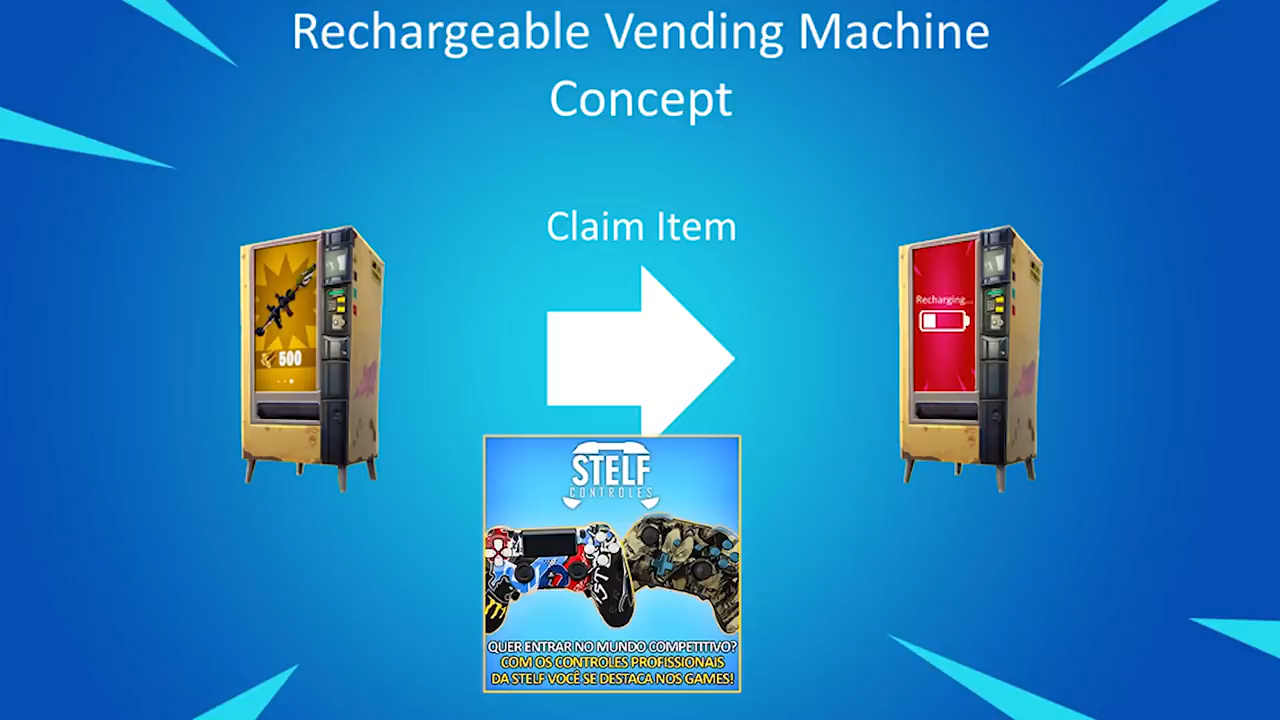 Rechargeable Vending Machine
Concept
Claim Item
500
Recharging...
STELF
CONTROLES
QUER ENTRAR NO MUNDO COMPETITIVO?
COM OS CONTROLES PROFISSIONAIS
DA STELF VOCÊ SE DESTACA NOS GAMES!